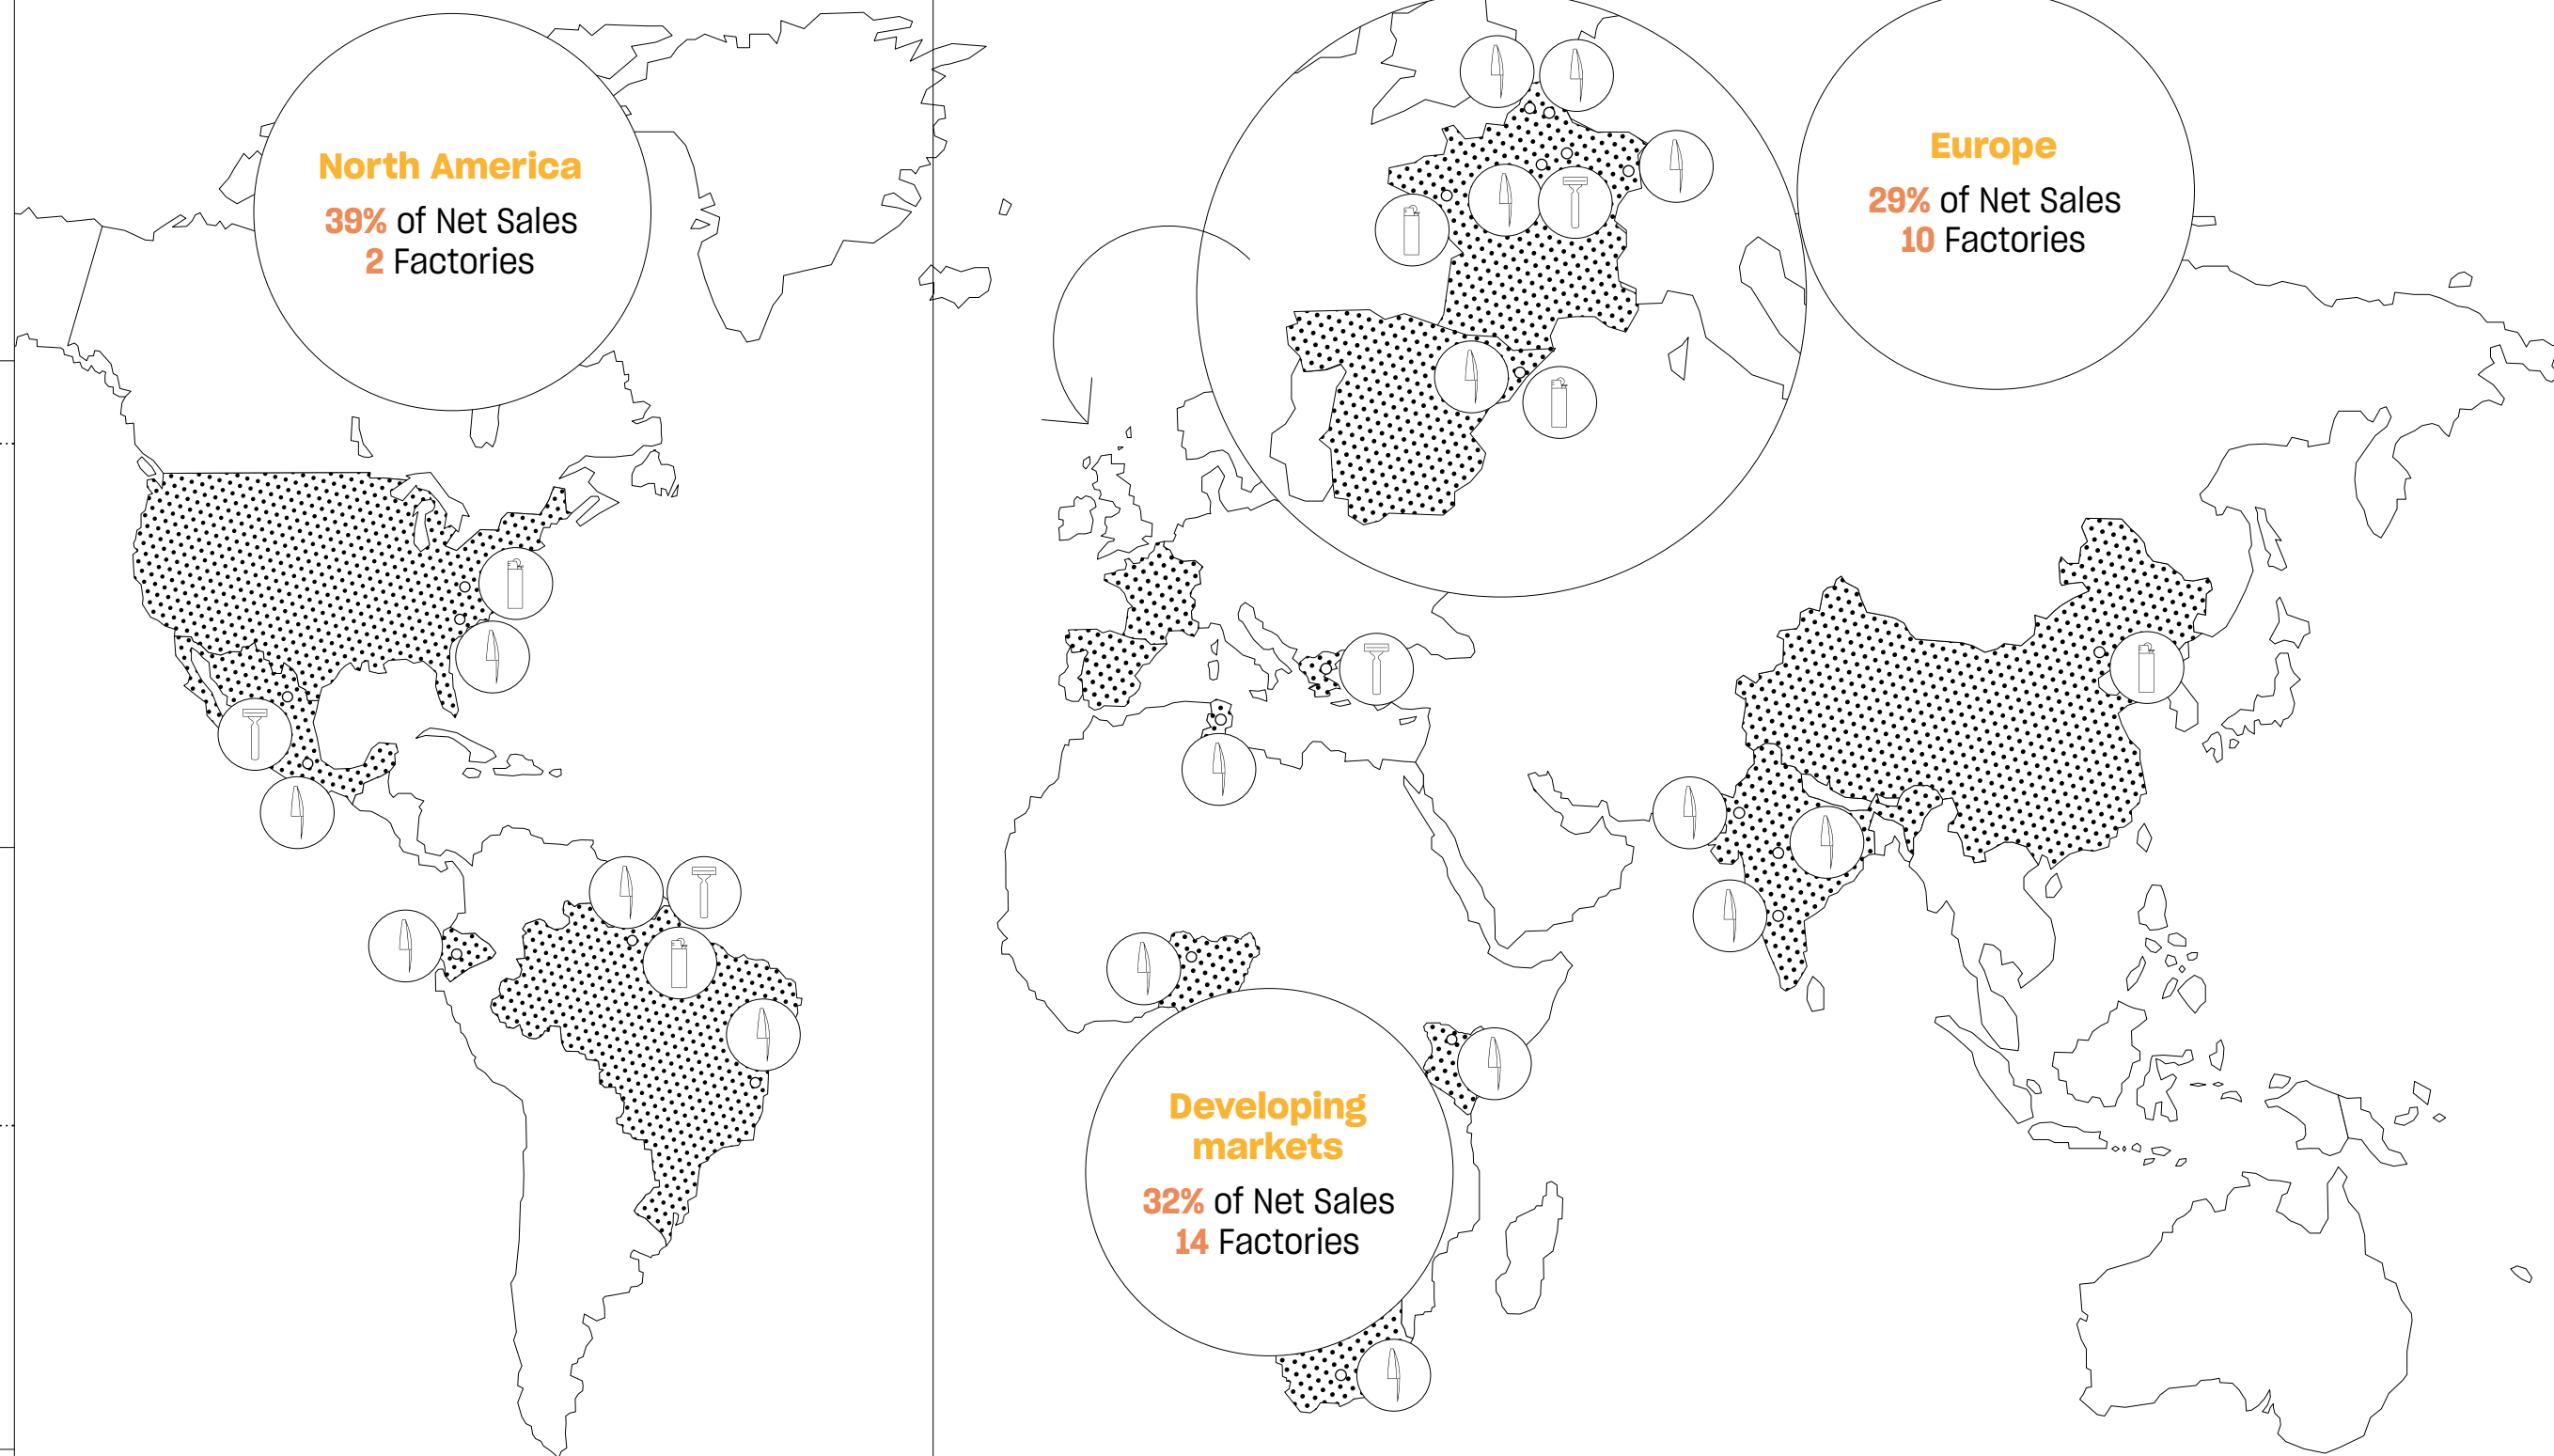 North America
39% of Net Sales
2 Factories
Europe
29% of Net Sales
10 Factories
Developing
markets
32% of Net Sales
14 Factories